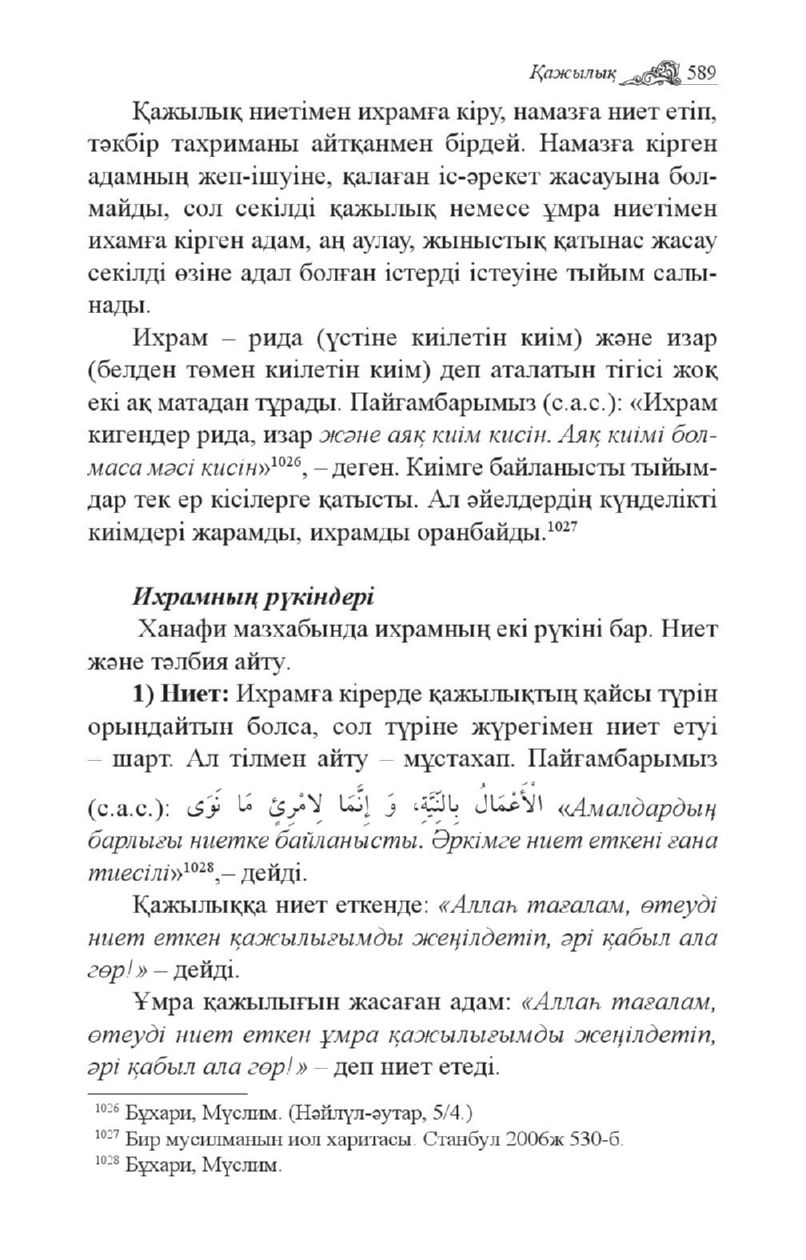 Қажылық 589
Қажылық ниетімен ихрамға кіру, намазға ниет етіп,
тәкбір тахриманы айтқанмен бірдей. Намазға кірген
адамның жеп-ішуіне, қалаған іс-әрекет жасауына бол-
майды, сол секілді қажылық немесе ұмра ниетімен
ихамға кірген адам, аң аулау, жыныстық қатынас жасау
секілді өзіне адал болған істерді істеуіне тыйым салы-
нады.
Ихрам – рида (үстіне киілетін киім) және изар
(белден төмен киілетін киім) деп аталатын тігісі жоқ
екі ақ матадан тұрады. Пайғамбарымыз (с.а.с.): «Ихрам
кигендер рида, изар және аяқ киім кисін. Аяқ киімі бол-
маса мәсі кисін»¹⁰²⁶, – деген. Киімге байланысты тыйым-
дар тек ер кісілерге қатысты. Ал әйелдердің күнделікті
киімдері жарамды, ихрамды оранбайды.¹⁰²⁷
Ихрамның рүкіндері
Ханафи мазхабында ихрамның екі рүкіні бар. Ниет
және тәлбия айту.
1) Ниет: Ихрамға кірерде қажылықтың қайсы түрін
орындайтын болса, сол түріне жүрегімен ниет етуі
– шарт. Ал тілмен айту – мұстахап. Пайғамбарымыз
(с.а.с.): الْأَعْمَالُ بِالنِّيَّةِ، وَ إِنَّمَا لِامْرِئٍ مَا نَوَى «Амалдардың
барлығы ниетке байланысты. Әркімге ниет еткені ғана
тиесілі»¹⁰²⁸,– дейді.
Қажылыққа ниет еткенде: «Аллаһ тағалам, өтеуді
ниет еткен қажылығымды жеңілдетіп, әрі қабыл ала
гөр!» – дейді.
Ұмра қажылығын жасаған адам: «Аллаһ тағалам,
өтеуді ниет еткен ұмра қажылығымды жеңілдетіп,
әрі қабыл ала гөр!» – деп ниет етеді.
¹⁰²⁶ Бұхари, Мүслим. (Нәйлүл-әутар, 5/4.)
¹⁰²⁷ Бир мусилманын иол харитасы. Станбул 2006ж 530-б.
¹⁰²⁸ Бұхари, Мүслим.